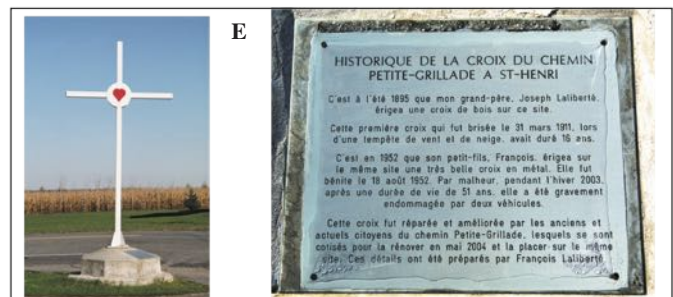 E
HISTORIQUE DE LA CROIX DU CHEMIN
PETITE-GRILLADE A ST-HENRI
C'est à l'été 1895 que mon grand-père, Joseph Laliberté,
érigea une croix de bois sur ce site.
Cette première croix qui fut brisée le 31 mars 1911, lors
d'une tempête de vent et de neige, avait duré 16 ans.
C'est en 1952 que son petit-fils, François, érigea sur
le même site une très belle croix en métal. Elle fut
bénite le 18 août 1952. Par malheur, pendant l'hiver 2003,
après une durée de vie de 51 ans, elle a été gravement
endommagée par deux véhicules.
Cette croix fut réparée et améliorée par les anciens et
actuels citoyens du chemin Petite-Grillade, lesquels se sont
cotisés pour la rénover en mai 2004 et la placer sur le même
site. Ces détails ont été préparés par François Laliberté